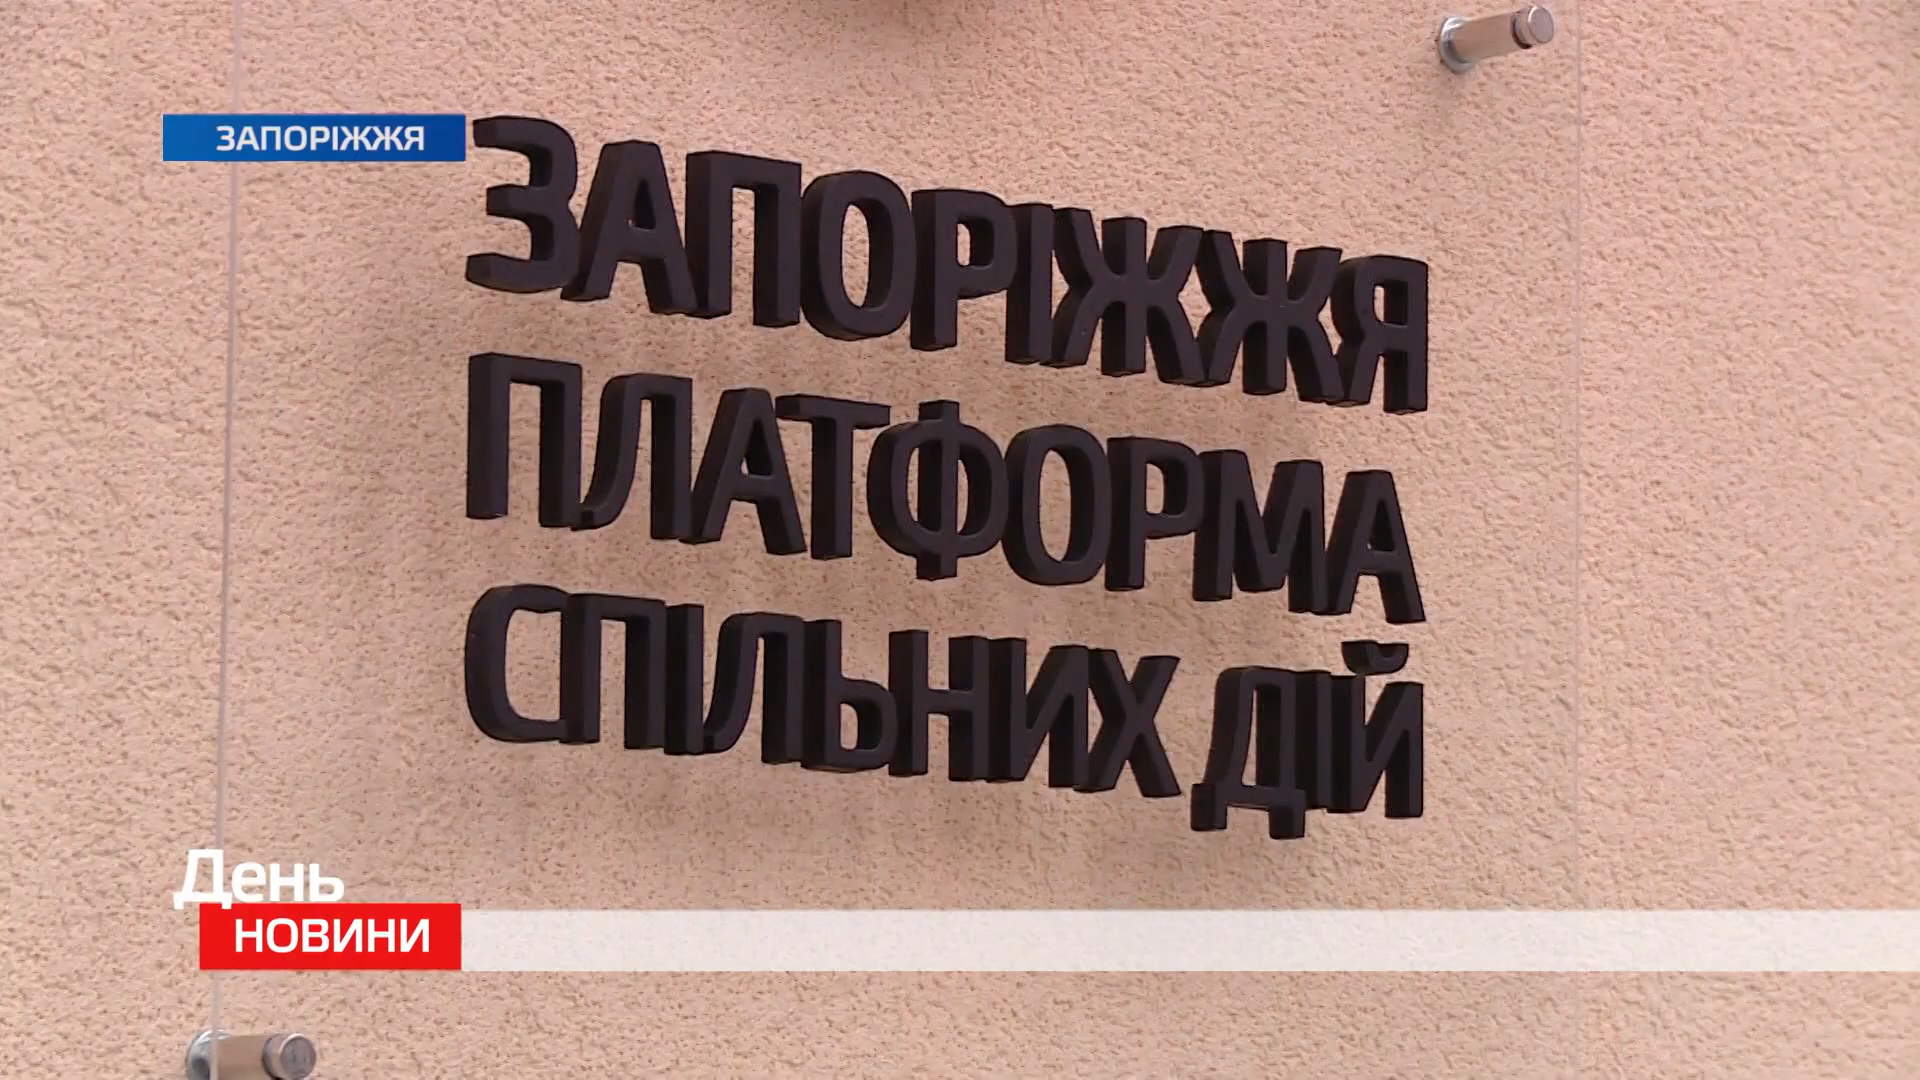 ЗАПОРІЖЖЯ
ЗАПОРІЖЖЯ
ПЛАТФОРМА
СПІЛЬНИХ ДІЙ
День
НОВИНИ